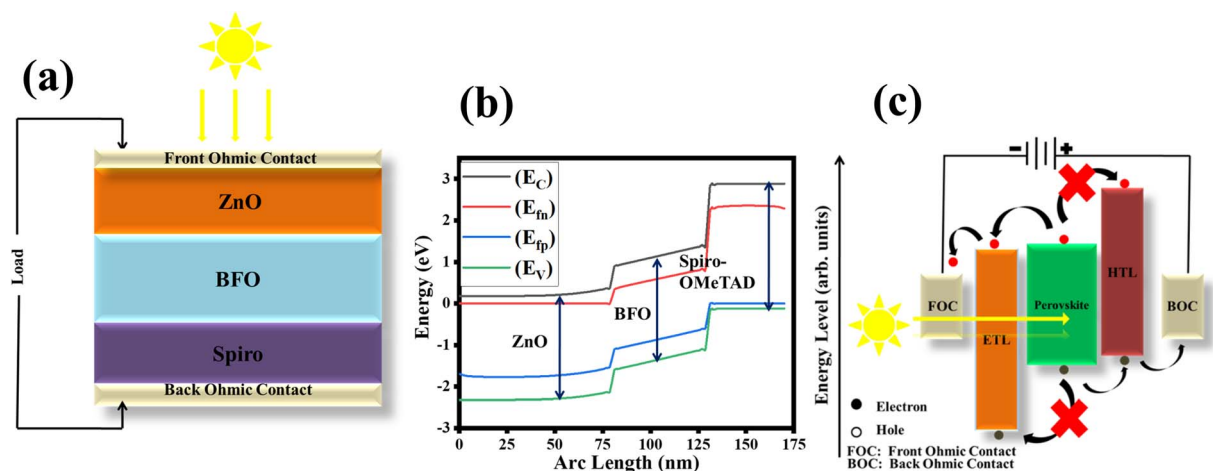 (a)
Front Ohmic Contact
ZnO
BFO
Spiro
Back Ohmic Contact
Load
(b)
(E_C)
(E_fn)
(E_fp)
(E_V)
Energy (eV)
3
2
1
0
-1
-2
-3
ZnO
BFO
Spiro-
OMeTAD
0
25
50
75
100
125
150
175
Arc Length (nm)
(c)
Energy Level (arb. units)
- +
FOC
ETL
Perovskite
HTL
BOC
Electron
Hole
FOC: Front Ohmic Contact
BOC: Back Ohmic Contact